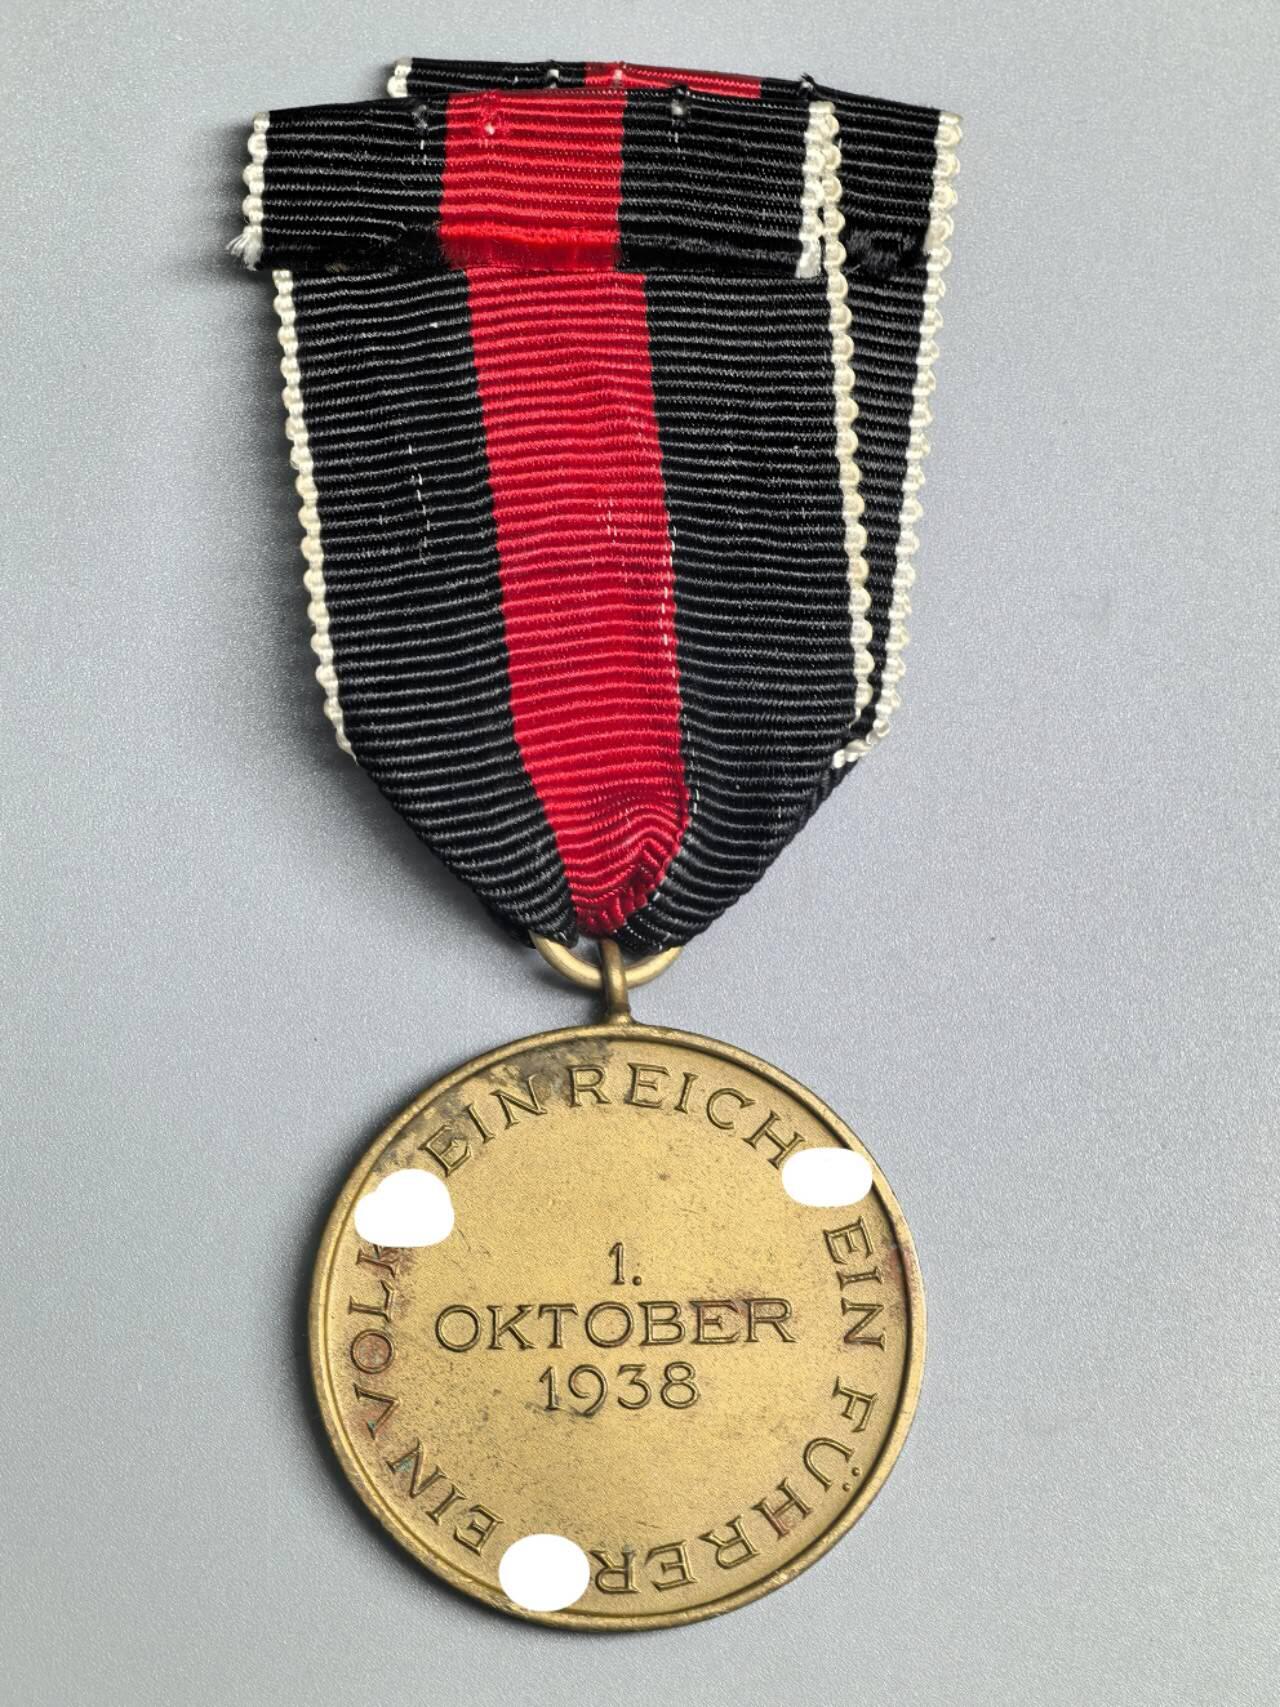 EIN VOLK EIN REICH EIN FÜHRER
1.
OKTOBER
1938